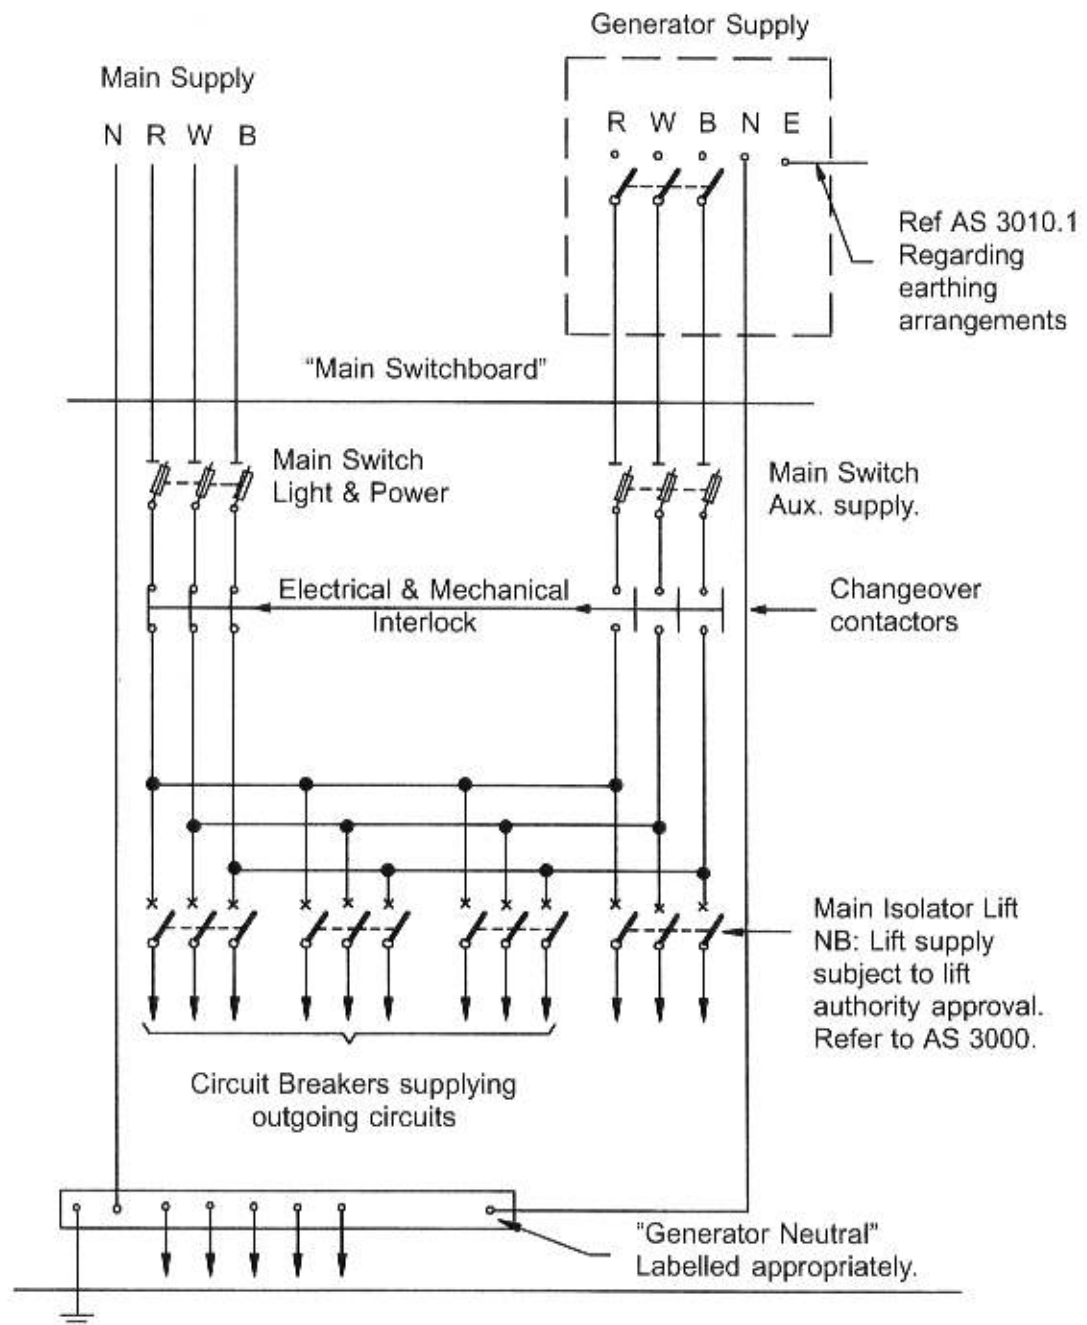 Generator Supply
Main Supply
N R W B
R W B N E
Ref AS 3010.1
Regarding
earthing
arrangements
“Main Switchboard”
Main Switch
Light & Power
Main Switch
Aux. supply.
Electrical & Mechanical
Interlock
Changeover
contactors
Main Isolator Lift
NB: Lift supply
subject to lift
authority approval.
Refer to AS 3000.
Circuit Breakers supplying
outgoing circuits
“Generator Neutral”
Labelled appropriately.